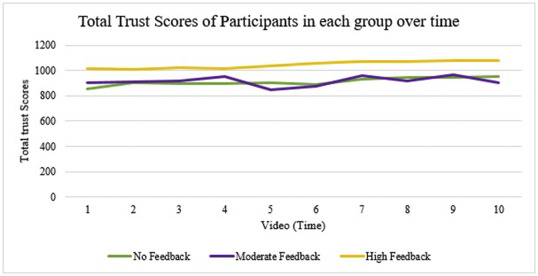 Total Trust Scores of Participants in each group over time
1200
1000
800
600
400
200
0
Total trust Scores
1 2 3 4 5 6 7 8 9 10
Video (Time)
No Feedback Moderate Feedback High Feedback